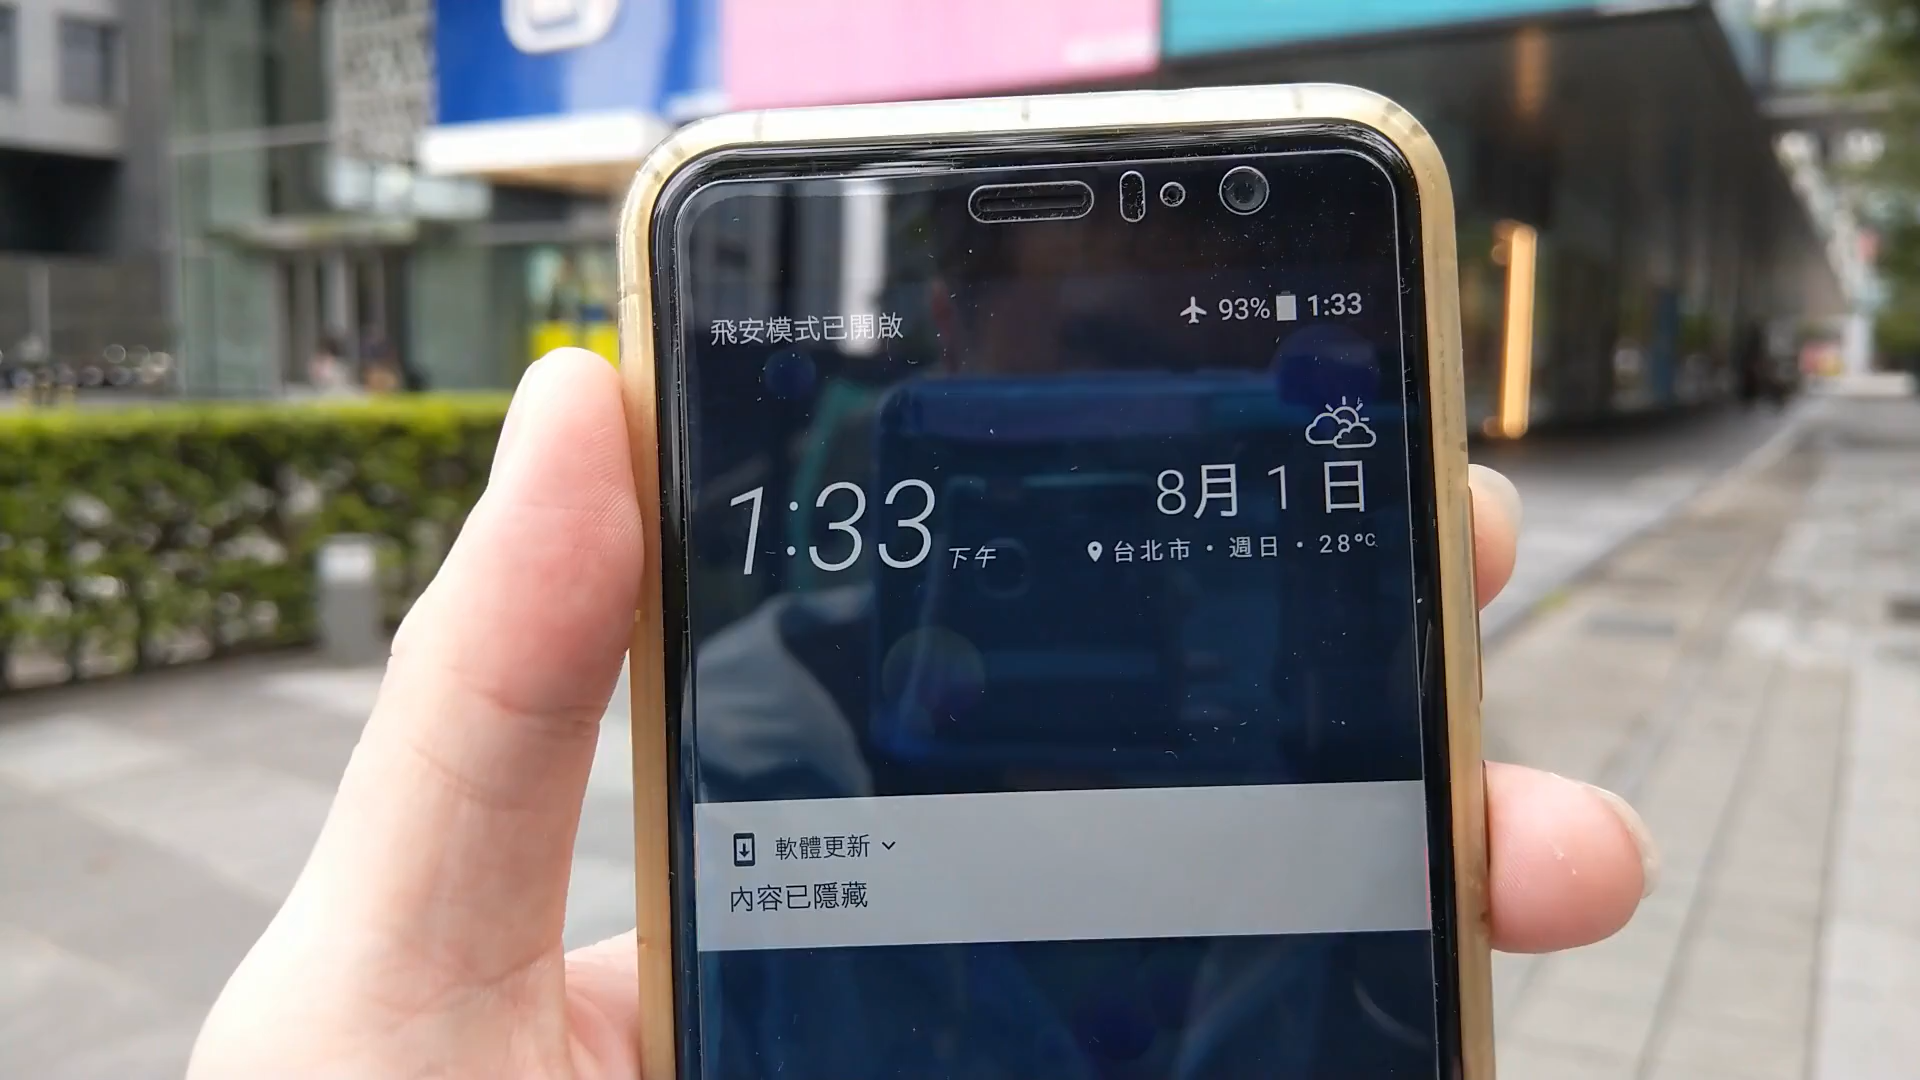 飛安模式已開啟
93% 1:33
1:33 下午
8月 1 日
台北市・週日・28°C
軟體更新
內容已隱藏